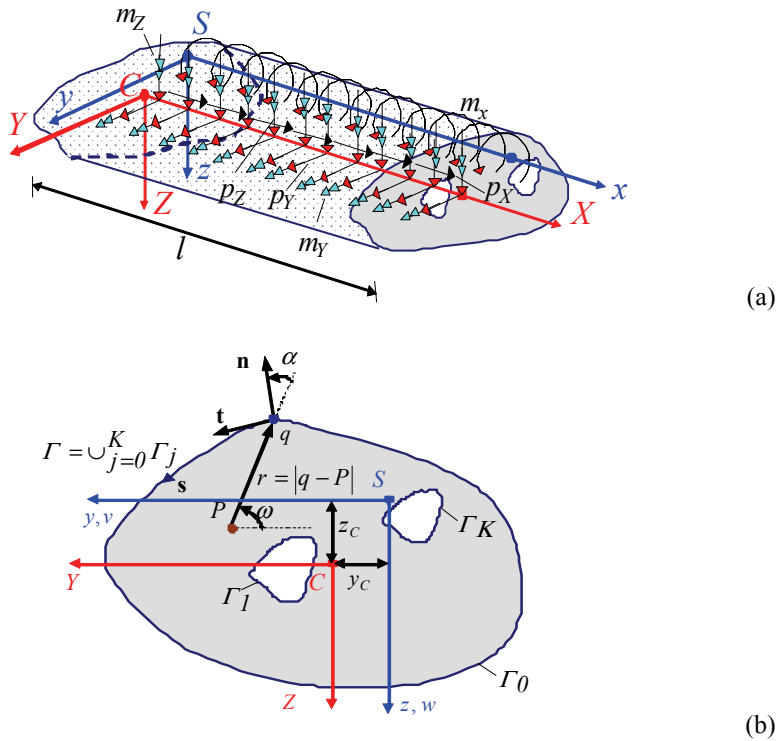 m_Z
S
C
y
Y
m_x
z
Z
p_Z
p_Y
p_X
x
X
m_Y
l
(a)
n
α
t
q
Γ = ∪_{j=0}^K Γ_j
s
r = |q − P|
S
P
ω
y, v
z_C
Γ_K
Y
C
y_C
Γ_1
Γ_0
Z
z, w
(b)